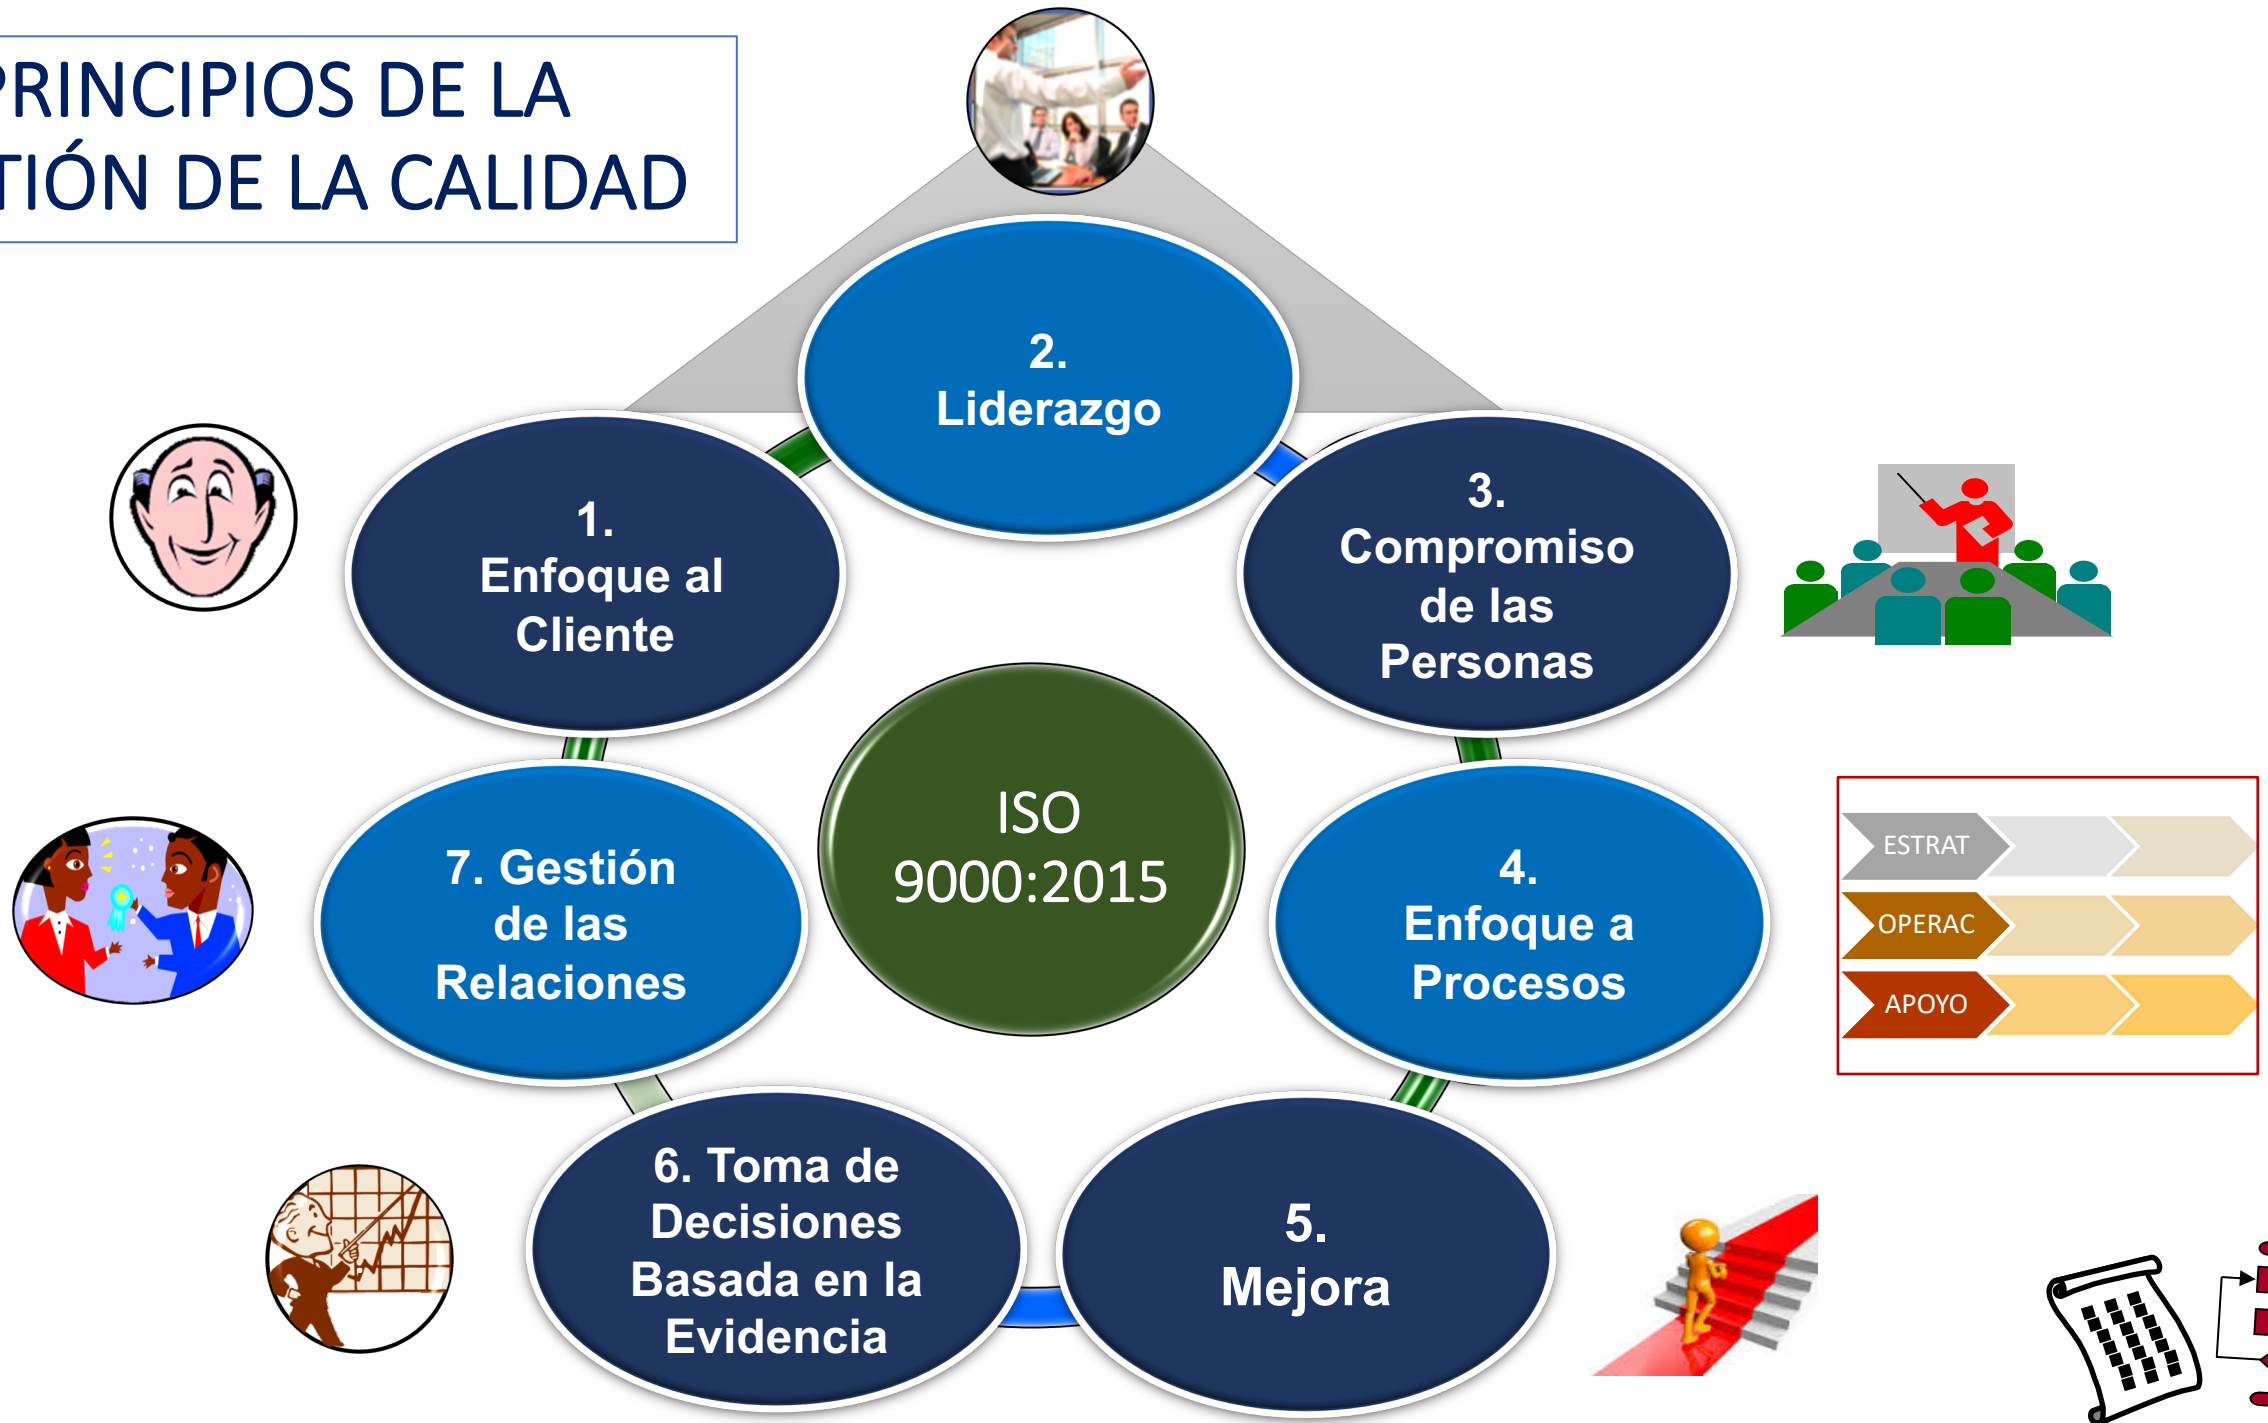 PRINCIPIOS DE LA
TIÓN DE LA CALIDAD
2.
Liderazgo
1.
Enfoque al
Cliente
3.
Compromiso
de las
Personas
ISO
9000:2015
7. Gestión
de las
Relaciones
4.
Enfoque a
Procesos
ESTRAT
OPERAC
APOYO
6. Toma de
Decisiones
Basada en la
Evidencia
5.
Mejora